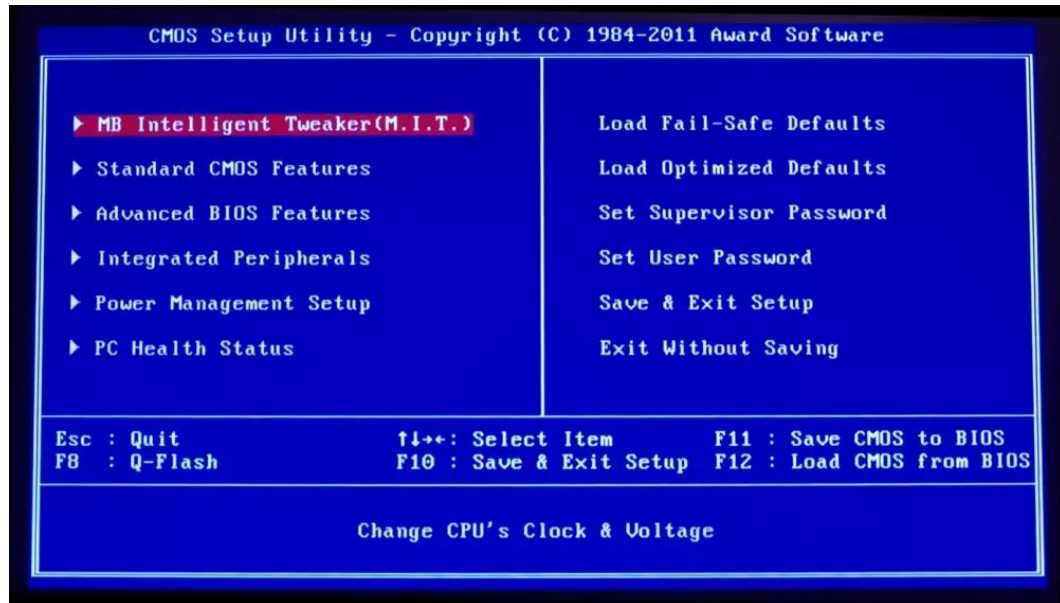 CMOS Setup Utility - Copyright (C) 1984-2011 Award Software
MB Intelligent Tweaker(M.I.T.)
Standard CMOS Features
Advanced BIOS Features
Integrated Peripherals
Power Management Setup
PC Health Status
Load Fail-Safe Defaults
Load Optimized Defaults
Set Supervisor Password
Set User Password
Save & Exit Setup
Exit Without Saving
Esc : Quit
F8 : Q-Flash
↑↓→←: Select Item
F10 : Save & Exit Setup
F11 : Save CMOS to BIOS
F12 : Load CMOS from BIOS
Change CPU's Clock & Voltage